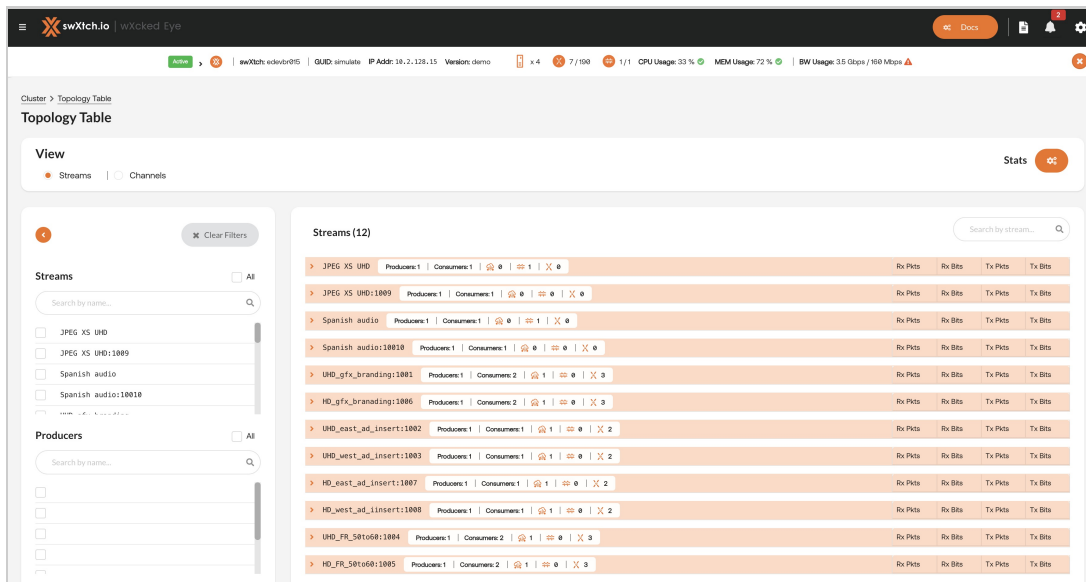 swXtch.io | wXcked Eye
Docs
2
Active swXtch: edevbr015 | GUID: simulate IP Addr: 10.2.128.15 Version: demo x 4 7 / 190 1 / 1 CPU Usage: 33 % MEM Usage: 72 % | BW Usage: 3.5 Gbps / 160 Mbps
Cluster > Topology Table
Topology Table
View
Streams | Channels
Stats
Clear Filters
Streams All
Search by name...
JPEG XS UHD
JPEG XS UHD:1009
Spanish audio
Spanish audio:10010
Producers All
Search by name...
Streams (12)
Search by stream...
JPEG XS UHD Producers: 1 | Consumers: 1 | 0 | 1 | 0 Rx Pkts Rx Bits Tx Pkts Tx Bits
JPEG XS UHD:1009 Producers: 1 | Consumers: 1 | 0 | 0 | 0 Rx Pkts Rx Bits Tx Pkts Tx Bits
Spanish audio Producers: 1 | Consumers: 1 | 0 | 1 | 0 Rx Pkts Rx Bits Tx Pkts Tx Bits
Spanish audio:10010 Producers: 1 | Consumers: 1 | 0 | 0 | 0 Rx Pkts Rx Bits Tx Pkts Tx Bits
UHD_gfx_branding:1001 Producers: 1 | Consumers: 2 | 1 | 0 | 3 Rx Pkts Rx Bits Tx Pkts Tx Bits
HD_gfx_branading:1006 Producers: 1 | Consumers: 2 | 1 | 0 | 3 Rx Pkts Rx Bits Tx Pkts Tx Bits
UHD_east_ad_insert:1002 Producers: 1 | Consumers: 1 | 1 | 0 | 2 Rx Pkts Rx Bits Tx Pkts Tx Bits
UHD_west_ad_insert:1003 Producers: 1 | Consumers: 1 | 1 | 0 | 2 Rx Pkts Rx Bits Tx Pkts Tx Bits
HD_east_ad_insert:1007 Producers: 1 | Consumers: 1 | 1 | 0 | 2 Rx Pkts Rx Bits Tx Pkts Tx Bits
HD_west_ad_iinsert:1008 Producers: 1 | Consumers: 1 | 1 | 0 | 2 Rx Pkts Rx Bits Tx Pkts Tx Bits
UHD_FR_50to60:1004 Producers: 1 | Consumers: 2 | 1 | 0 | 3 Rx Pkts Rx Bits Tx Pkts Tx Bits
HD_FR_50to60:1005 Producers: 1 | Consumers: 2 | 1 | 0 | 3 Rx Pkts Rx Bits Tx Pkts Tx Bits